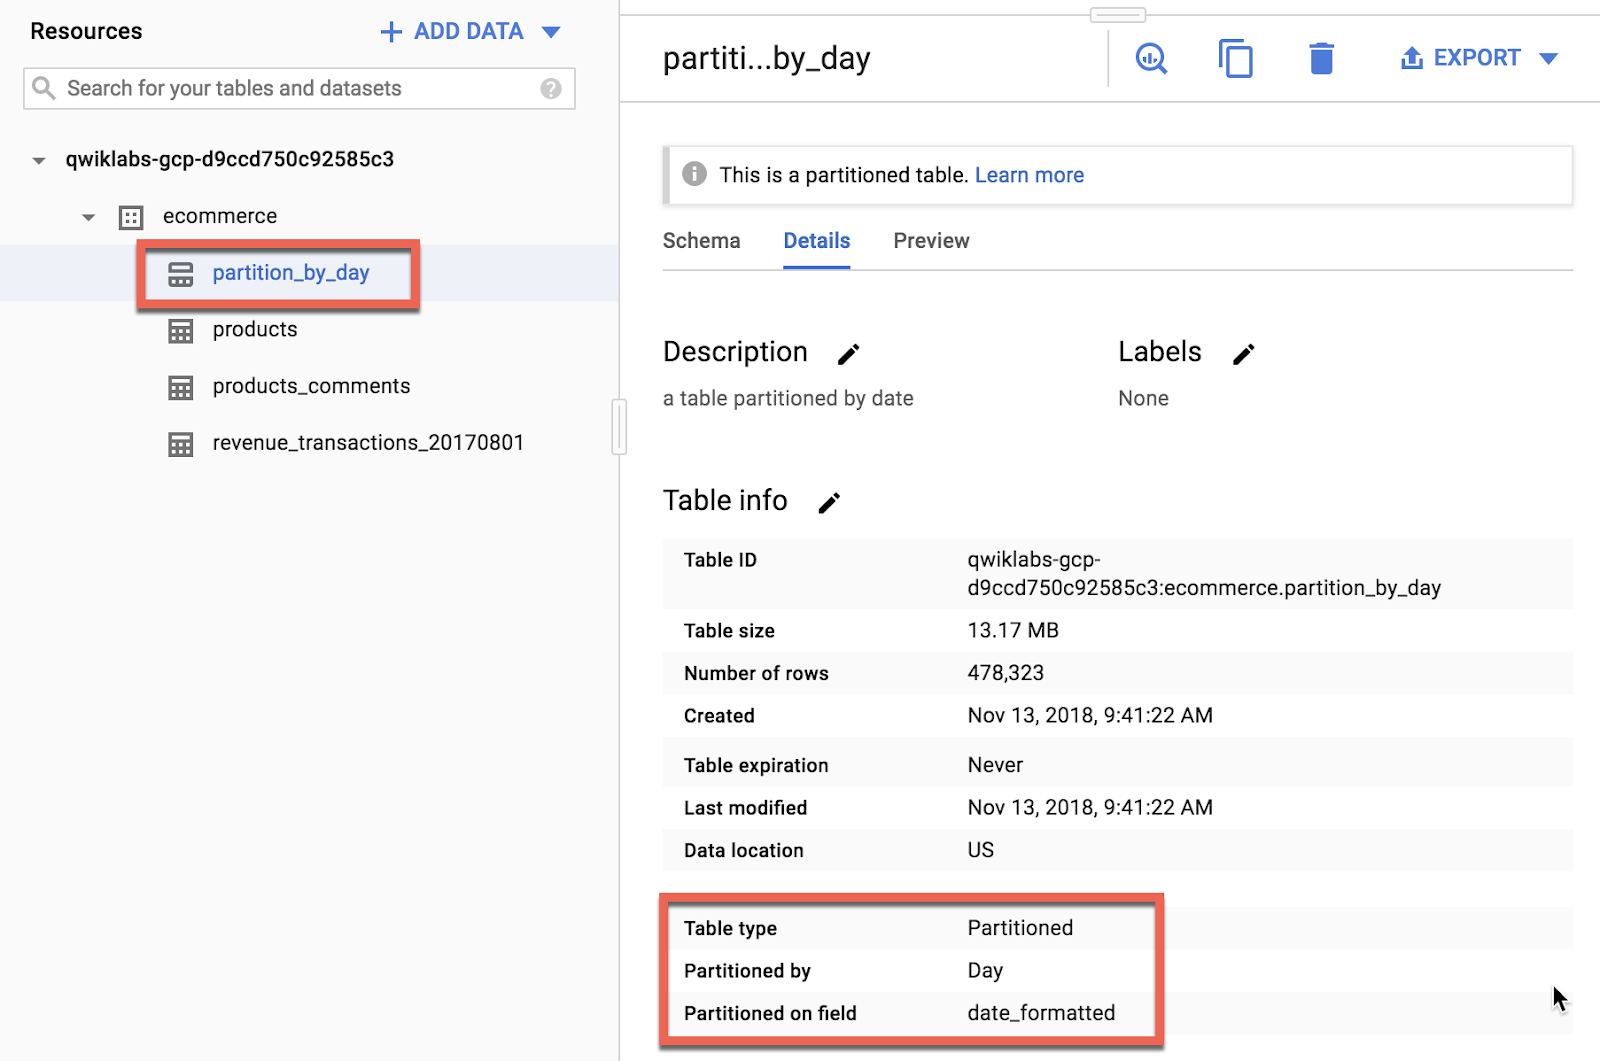 Resources
ADD DATA
Search for your tables and datasets
?
qwiklabs-gcp-d9ccd750c92585c3
ecommerce
partition_by_day
products
products_comments
revenue_transactions_20170801
partiti...by_day
EXPORT
This is a partitioned table. Learn more
Schema Details Preview
Description
a table partitioned by date
Labels
None
Table info
Table ID qwiklabs-gcp-
d9ccd750c92585c3:ecommerce.partition_by_day
Table size 13.17 MB
Number of rows 478,323
Created Nov 13, 2018, 9:41:22 AM
Table expiration Never
Last modified Nov 13, 2018, 9:41:22 AM
Data location US
Table type Partitioned
Partitioned by Day
Partitioned on field date_formatted